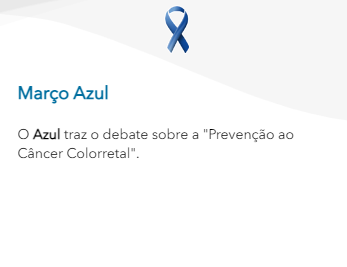 Março Azul
O Azul traz o debate sobre a "Prevenção ao
Câncer Colorretal".